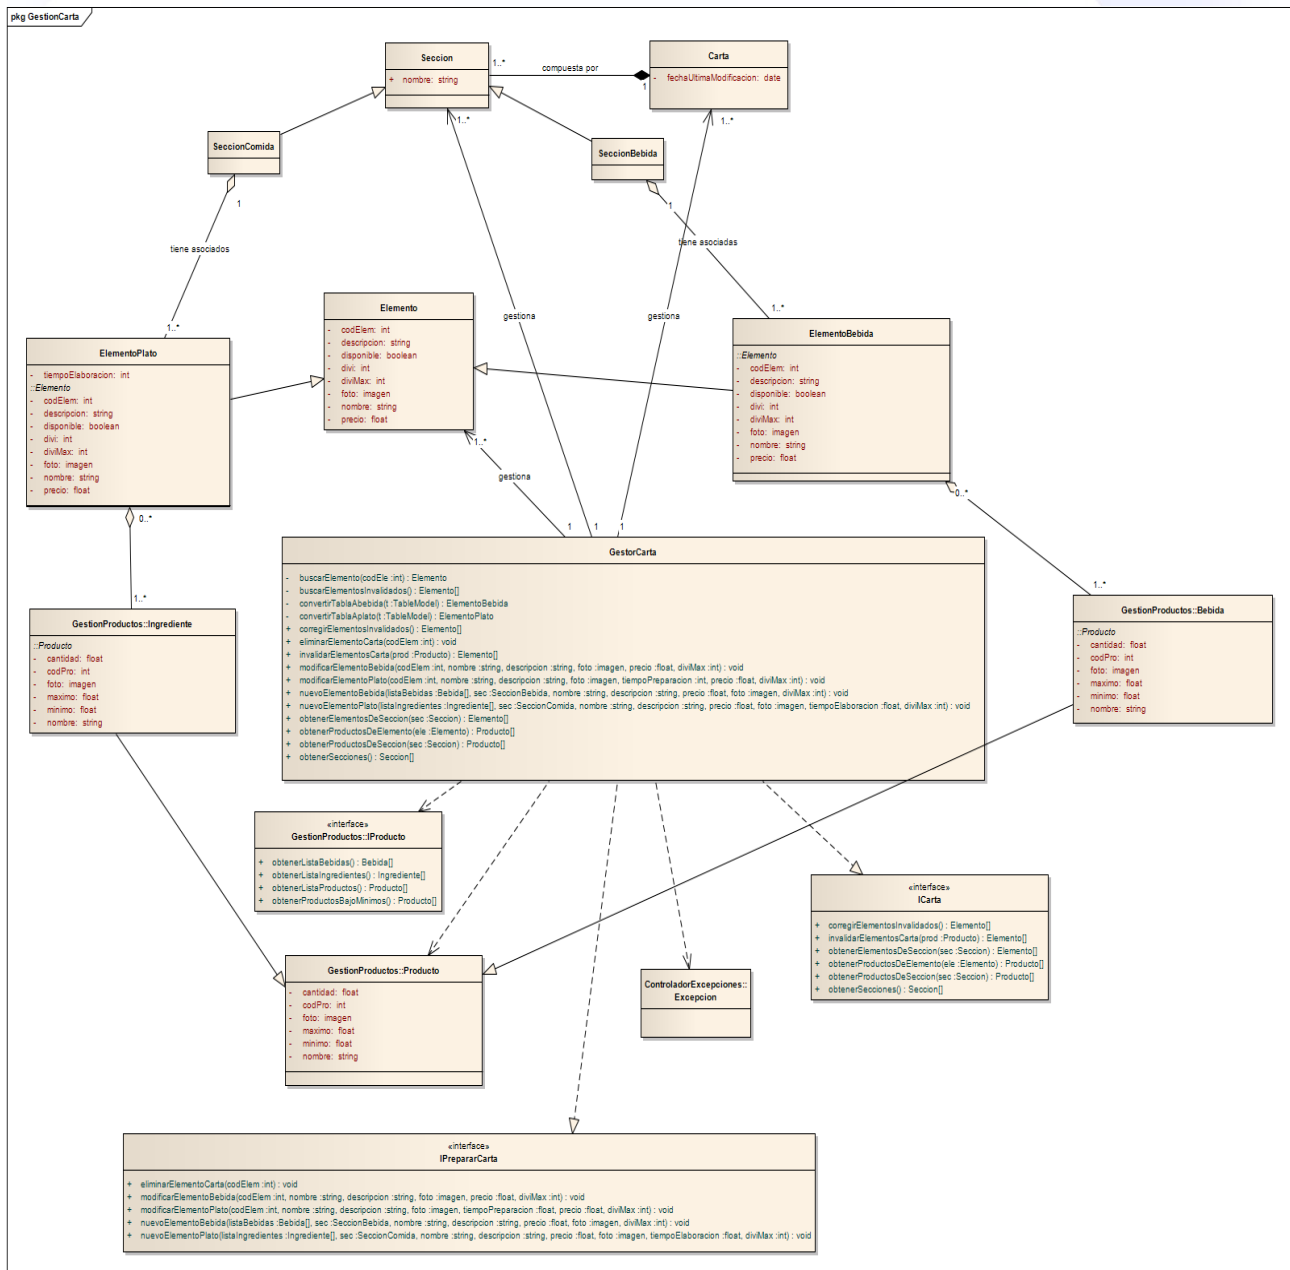 pkg GestionCarta
Seccion
+ nombre: string
1..*
compuesta por
1
Carta
- fechaUltimaModificacion: date
1..*
1..*
SeccionComida
1
SeccionBebida
1
tiene asociados
tiene asociadas
1..*
1..*
gestiona
gestiona
ElementoPlato
- tiempoElaboracion: int
::Elemento
- codElem: int
- descripcion: string
- disponible: boolean
- divi: int
- diviMax: int
- foto: imagen
- nombre: string
- precio: float
0..*
1..*
Elemento
- codElem: int
- descripcion: string
- disponible: boolean
- divi: int
- diviMax: int
- foto: imagen
- nombre: string
- precio: float
1..*
gestiona
1
1
1
ElementoBebida
::Elemento
- codElem: int
- descripcion: string
- disponible: boolean
- divi: int
- diviMax: int
- foto: imagen
- nombre: string
- precio: float
0..*
1..*
GestorCarta
- buscarElemento(codEle :int) : Elemento
- buscarElementosInvalidados() : Elemento[]
- convertirTablaAbebida(t :TableModel) : ElementoBebida
- convertirTablaAplato(t :TableModel) : ElementoPlato
+ corregirElementosInvalidados() : Elemento[]
+ eliminarElementoCarta(codElem :int) : void
+ invalidarElementosCarta(prod :Producto) : Elemento[]
+ modificarElementoBebida(codElem :int, nombre :string, descripcion :string, foto :imagen, precio :float, diviMax :int) : void
+ modificarElementoPlato(codElem :int, nombre :string, descripcion :string, foto :imagen, tiempoPreparacion :int, precio :float, diviMax :int) : void
+ nuevoElementoBebida(listaBebidas :Bebida[], sec :SeccionBebida, nombre :string, descripcion :string, precio :float, foto :imagen, diviMax :int) : void
+ nuevoElementoPlato(listaIngredientes :Ingrediente[], sec :SeccionComida, nombre :string, descripcion :string, precio :float, foto :imagen, tiempoElaboracion :float, diviMax :int) : void
+ obtenerElementosDeSeccion(sec :Seccion) : Elemento[]
+ obtenerProductosDeElemento(ele :Elemento) : Producto[]
+ obtenerProductosDeSeccion(sec :Seccion) : Producto[]
+ obtenerSecciones() : Seccion[]
GestionProductos::Ingrediente
::Producto
- cantidad: float
- codPro: int
- foto: imagen
- maximo: float
- minimo: float
- nombre: string
GestionProductos::Bebida
::Producto
- cantidad: float
- codPro: int
- foto: imagen
- maximo: float
- minimo: float
- nombre: string
«interface»
GestionProductos::IProducto
+ obtenerListaBebidas() : Bebida[]
+ obtenerListaIngredientes() : Ingrediente[]
+ obtenerListaProductos() : Producto[]
+ obtenerProductosBajoMinimos() : Producto[]
«interface»
ICarta
+ corregirElementosInvalidados() : Elemento[]
+ invalidarElementosCarta(prod :Producto) : Elemento[]
+ obtenerElementosDeSeccion(sec :Seccion) : Elemento[]
+ obtenerProductosDeElemento(ele :Elemento) : Producto[]
+ obtenerProductosDeSeccion(sec :Seccion) : Producto[]
+ obtenerSecciones() : Seccion[]
GestionProductos::Producto
- cantidad: float
- codPro: int
- foto: imagen
- maximo: float
- minimo: float
- nombre: string
ControladorExcepciones::
Excepcion
«interface»
IPrepararCarta
+ eliminarElementoCarta(codElem :int) : void
+ modificarElementoBebida(codElem :int, nombre :string, descripcion :string, foto :imagen, precio :float, diviMax :int) : void
+ modificarElementoPlato(codElem :int, nombre :string, descripcion :string, foto :imagen, tiempoPreparacion :float, precio :float, diviMax :int) : void
+ nuevoElementoBebida(listaBebidas :Bebida[], sec :SeccionBebida, nombre :string, descripcion :string, precio :float, foto :imagen, diviMax :int) : void
+ nuevoElementoPlato(listaIngredientes :Ingrediente[], sec :SeccionComida, nombre :string, descripcion :string, precio :float, foto :imagen, tiempoElaboracion :float, diviMax :int) : void